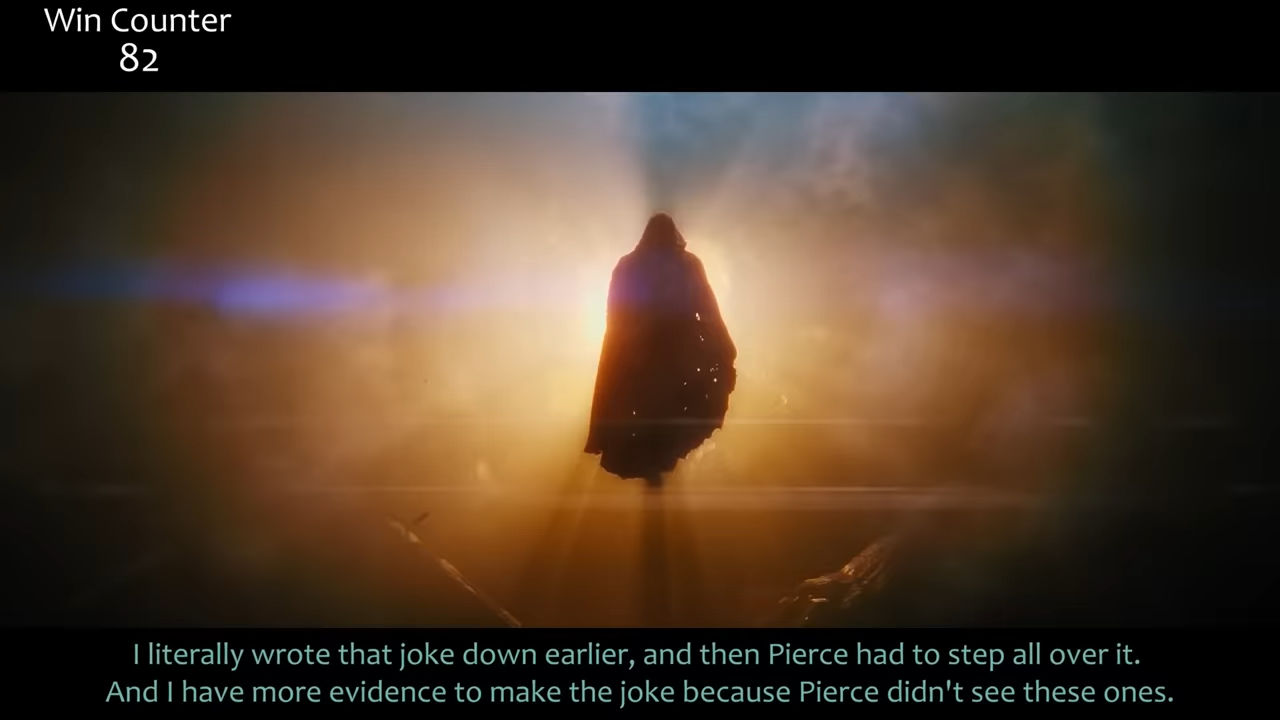 Win Counter
82
I literally wrote that joke down earlier, and then Pierce had to step all over it.
And I have more evidence to make the joke because Pierce didn't see these ones.